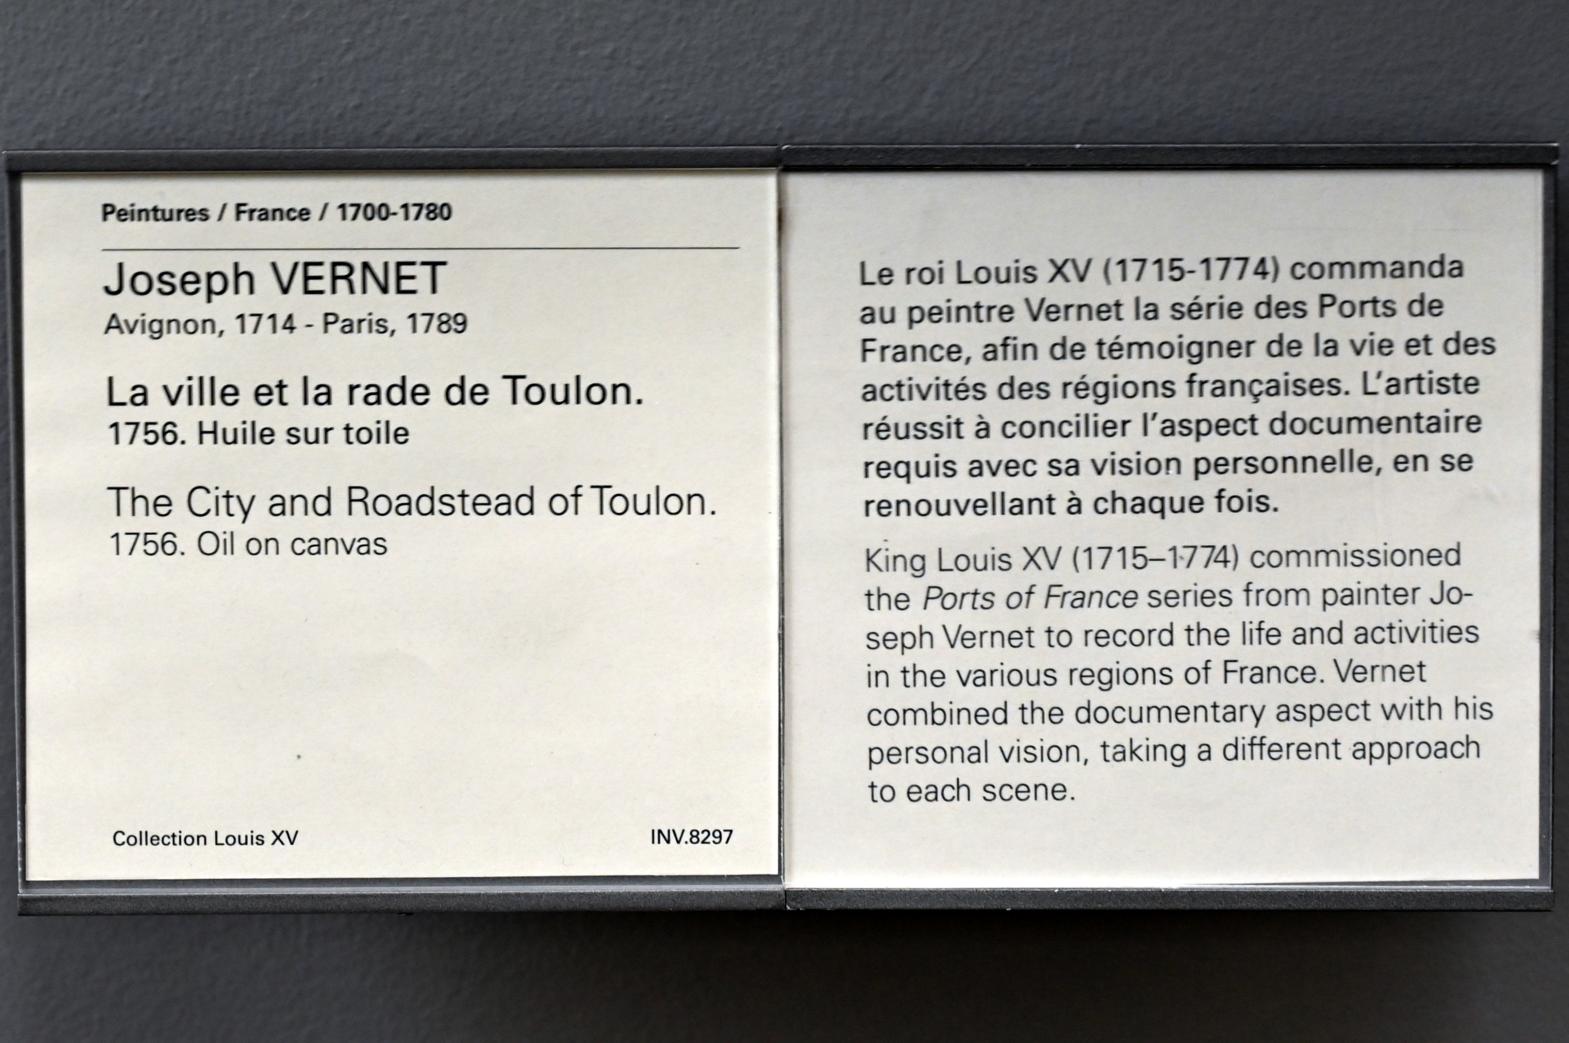 Peintures / France / 1700-1780
Joseph VERNET
Avignon, 1714 - Paris, 1789
La ville et la rade de Toulon.
1756. Huile sur toile
The City and Roadstead of Toulon.
1756. Oil on canvas
Collection Louis XV
INV.8297
Le roi Louis XV (1715-1774) commanda
au peintre Vernet la série des Ports de
France, afin de témoigner de la vie et des
activités des régions françaises. L'artiste
réussit à concilier l'aspect documentaire
requis avec sa vision personnelle, en se
renouvellant à chaque fois.
King Louis XV (1715–1774) commissioned
the Ports of France series from painter Jo-
seph Vernet to record the life and activities
in the various regions of France. Vernet
combined the documentary aspect with his
personal vision, taking a different approach
to each scene.